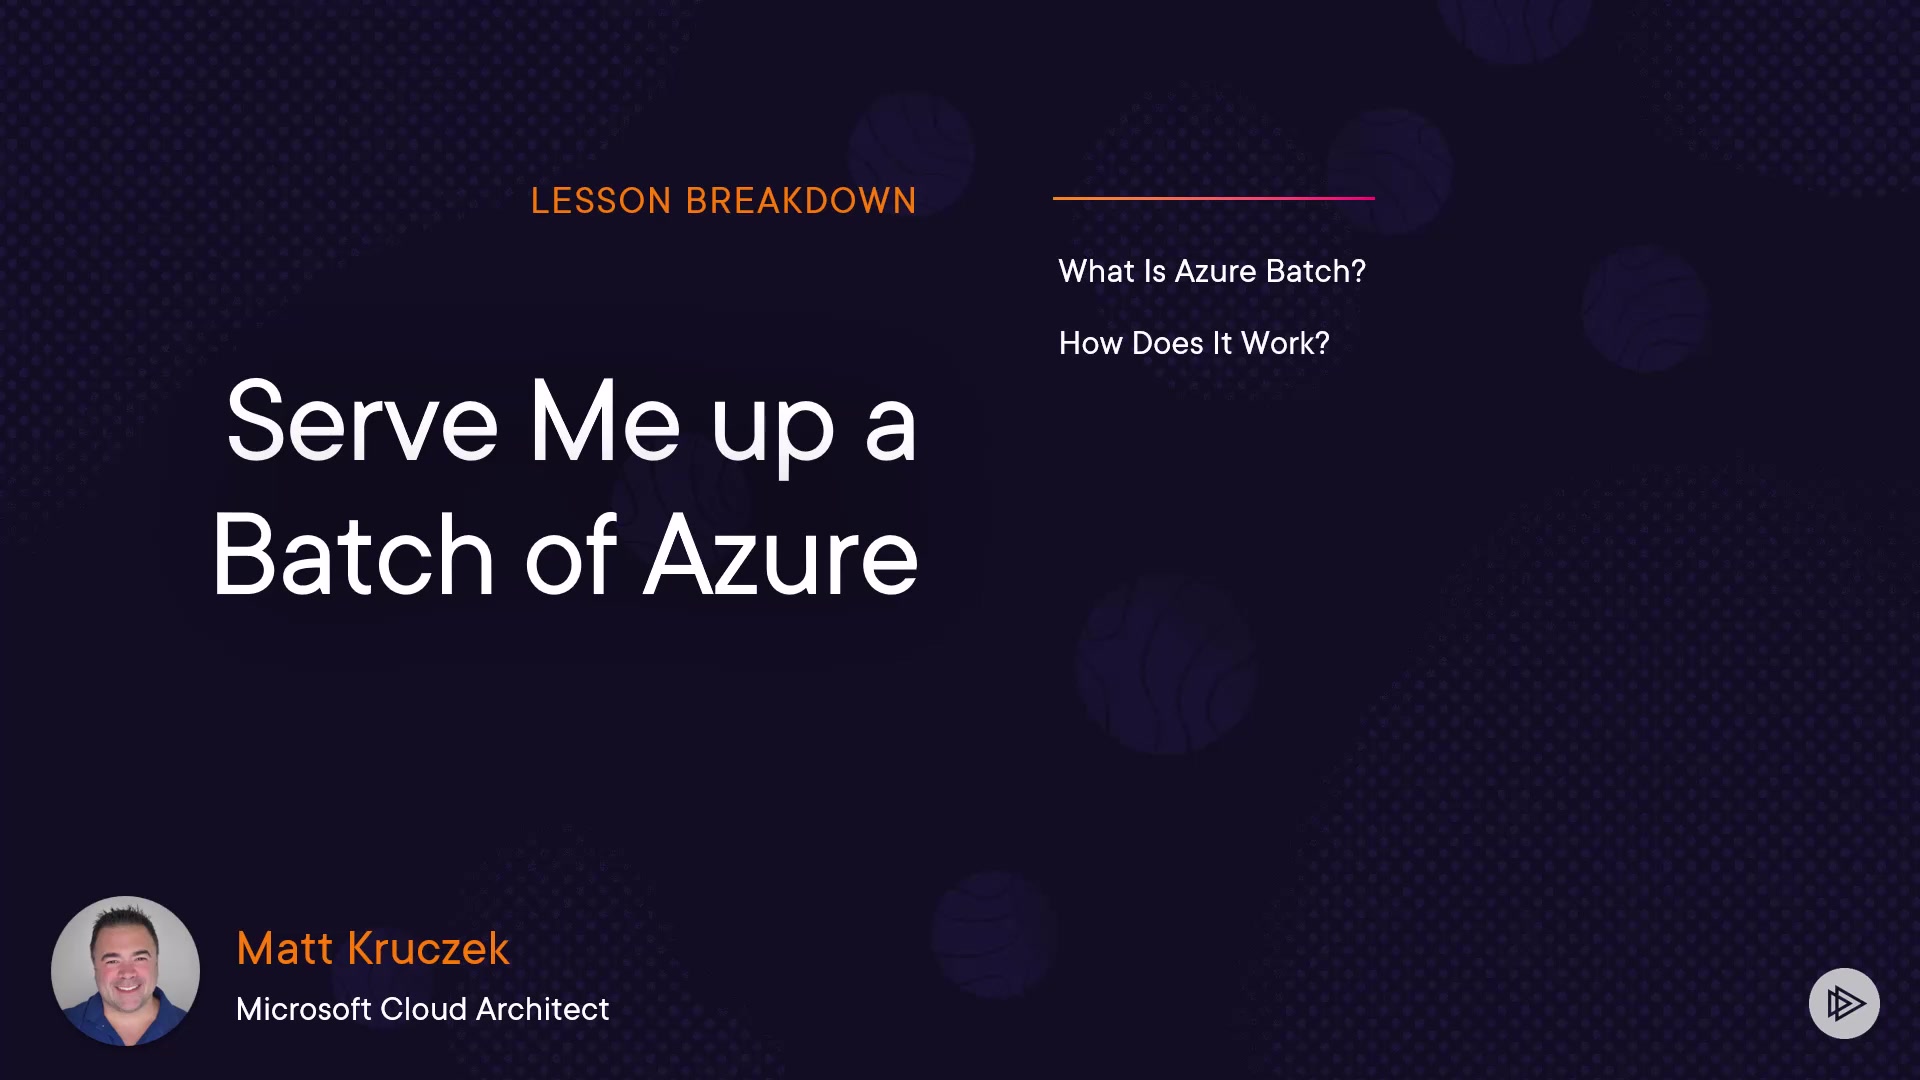 LESSON BREAKDOWN
Serve Me up a
Batch of Azure
What Is Azure Batch?
How Does It Work?
Matt Kruczek
Microsoft Cloud Architect